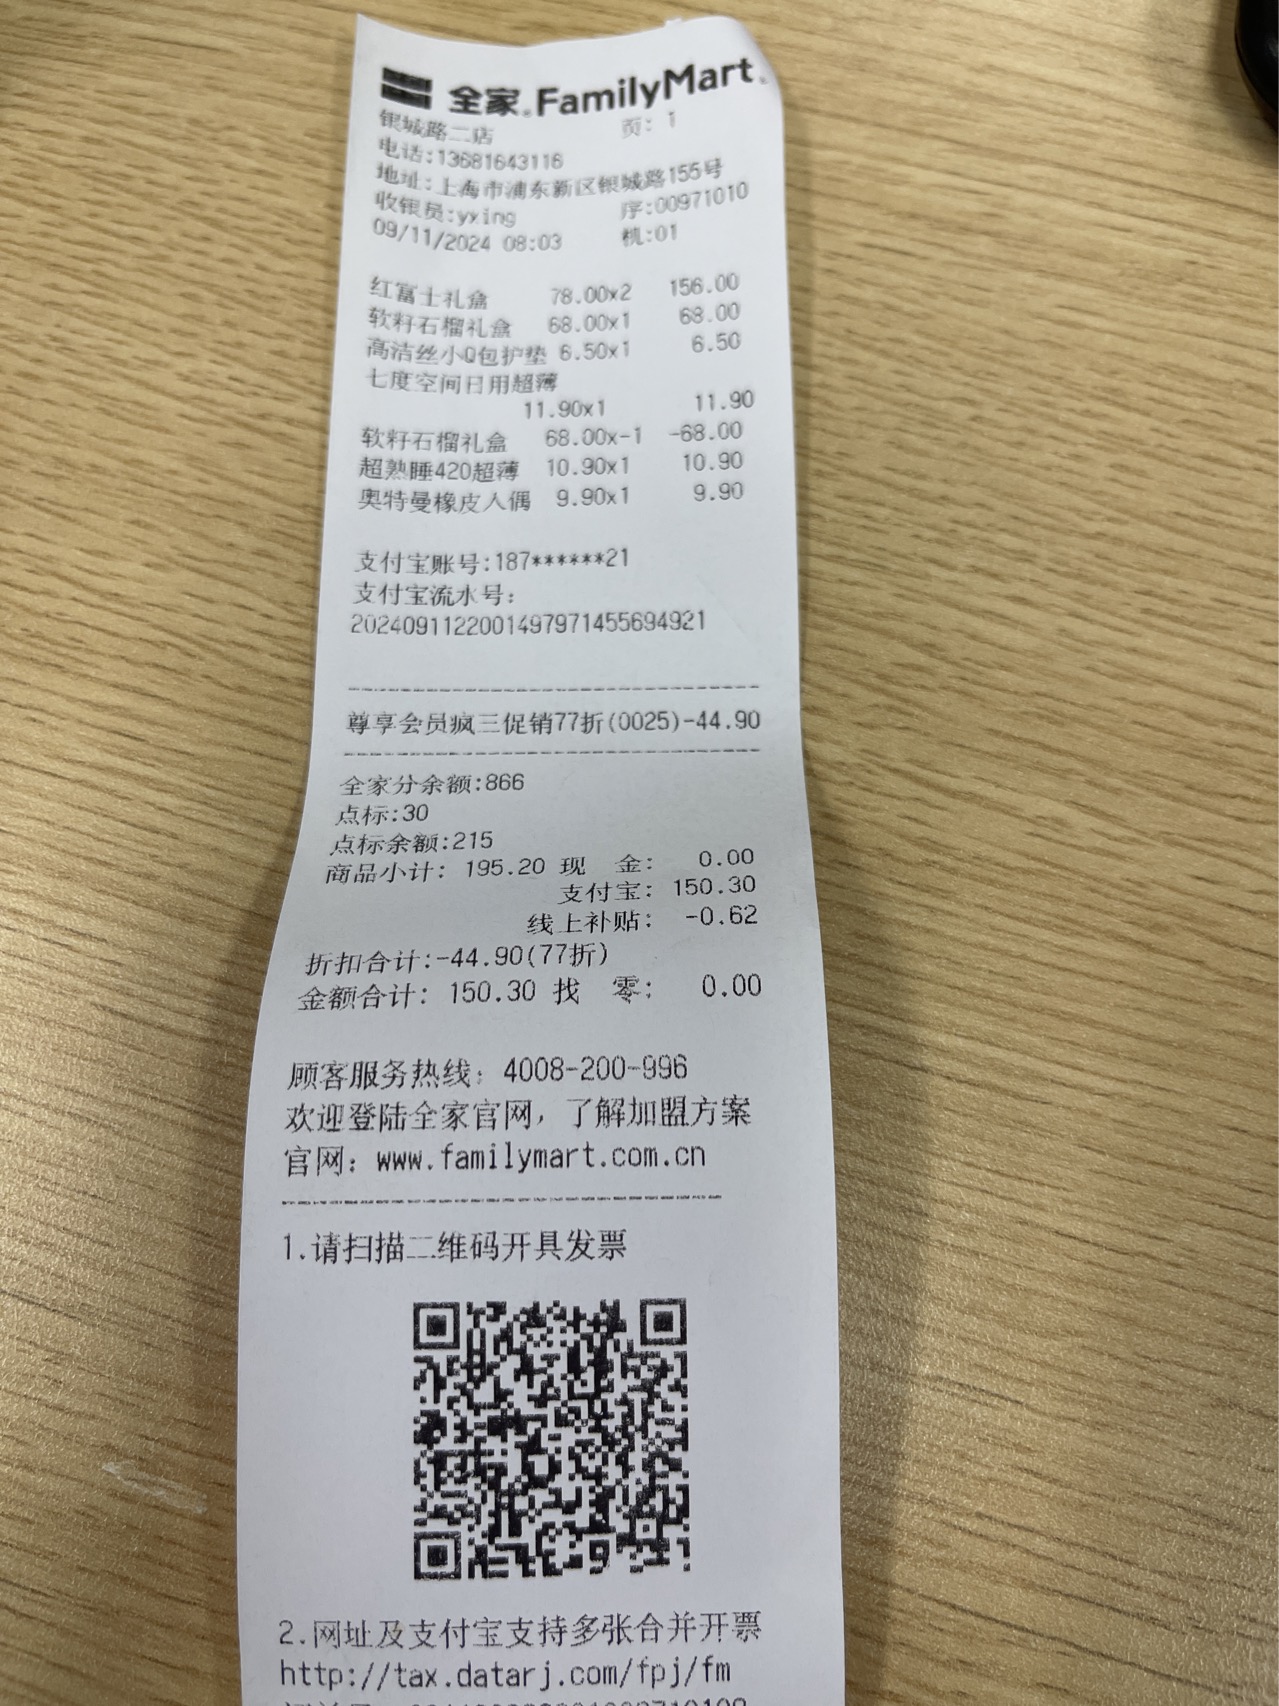 全家 FamilyMart
银城路二店 页: 1
电话:13681643116
地址:上海市浦东新区银城路155号
收银员:yxing 序:00971010
09/11/2024 08:03 机:01
红富士礼盒 78.00x2 156.00
软籽石榴礼盒 68.00x1 68.00
高洁丝小Q包护垫 6.50x1 6.50
七度空间日用超薄
11.90x1 11.90
软籽石榴礼盒 68.00x-1 -68.00
超熟睡420超薄 10.90x1 10.90
奥特曼橡皮人偶 9.90x1 9.90
支付宝账号:187******21
支付宝流水号:
2024091122001497971455694921
尊享会员疯三促销77折(0025)-44.90
全家分余额:866
点标:30
点标余额:215
商品小计: 195.20 现 金: 0.00
支付宝: 150.30
线上补贴: -0.62
折扣合计:-44.90(77折)
金额合计: 150.30 找 零: 0.00
顾客服务热线: 4008-200-996
欢迎登陆全家官网，了解加盟方案
官网: www.familymart.com.cn
1.请扫描二维码开具发票
2.网址及支付宝支持多张合并开票
http://tax.datarj.com/fpj/fm